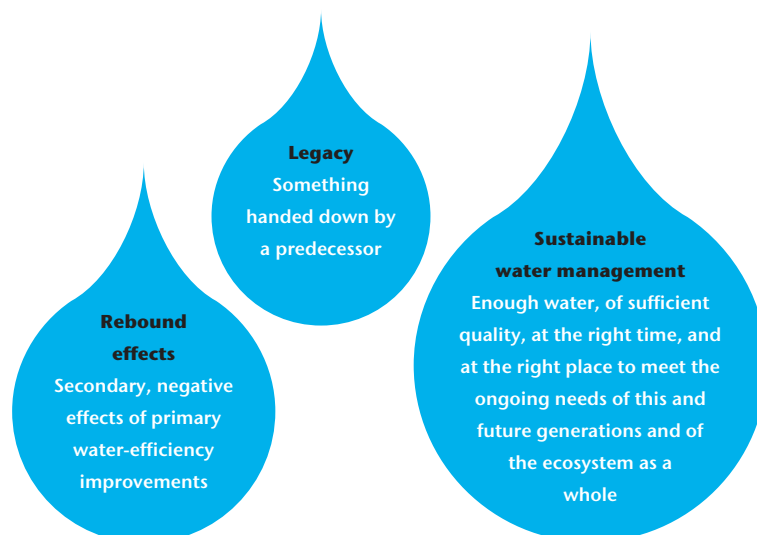 Legacy
Something
handed down by
a predecessor
Rebound
effects
Secondary, negative
effects of primary
water-efficiency
improvements
Sustainable
water management
Enough water, of sufficient
quality, at the right time, and
at the right place to meet the
ongoing needs of this and
future generations and of
the ecosystem as a
whole